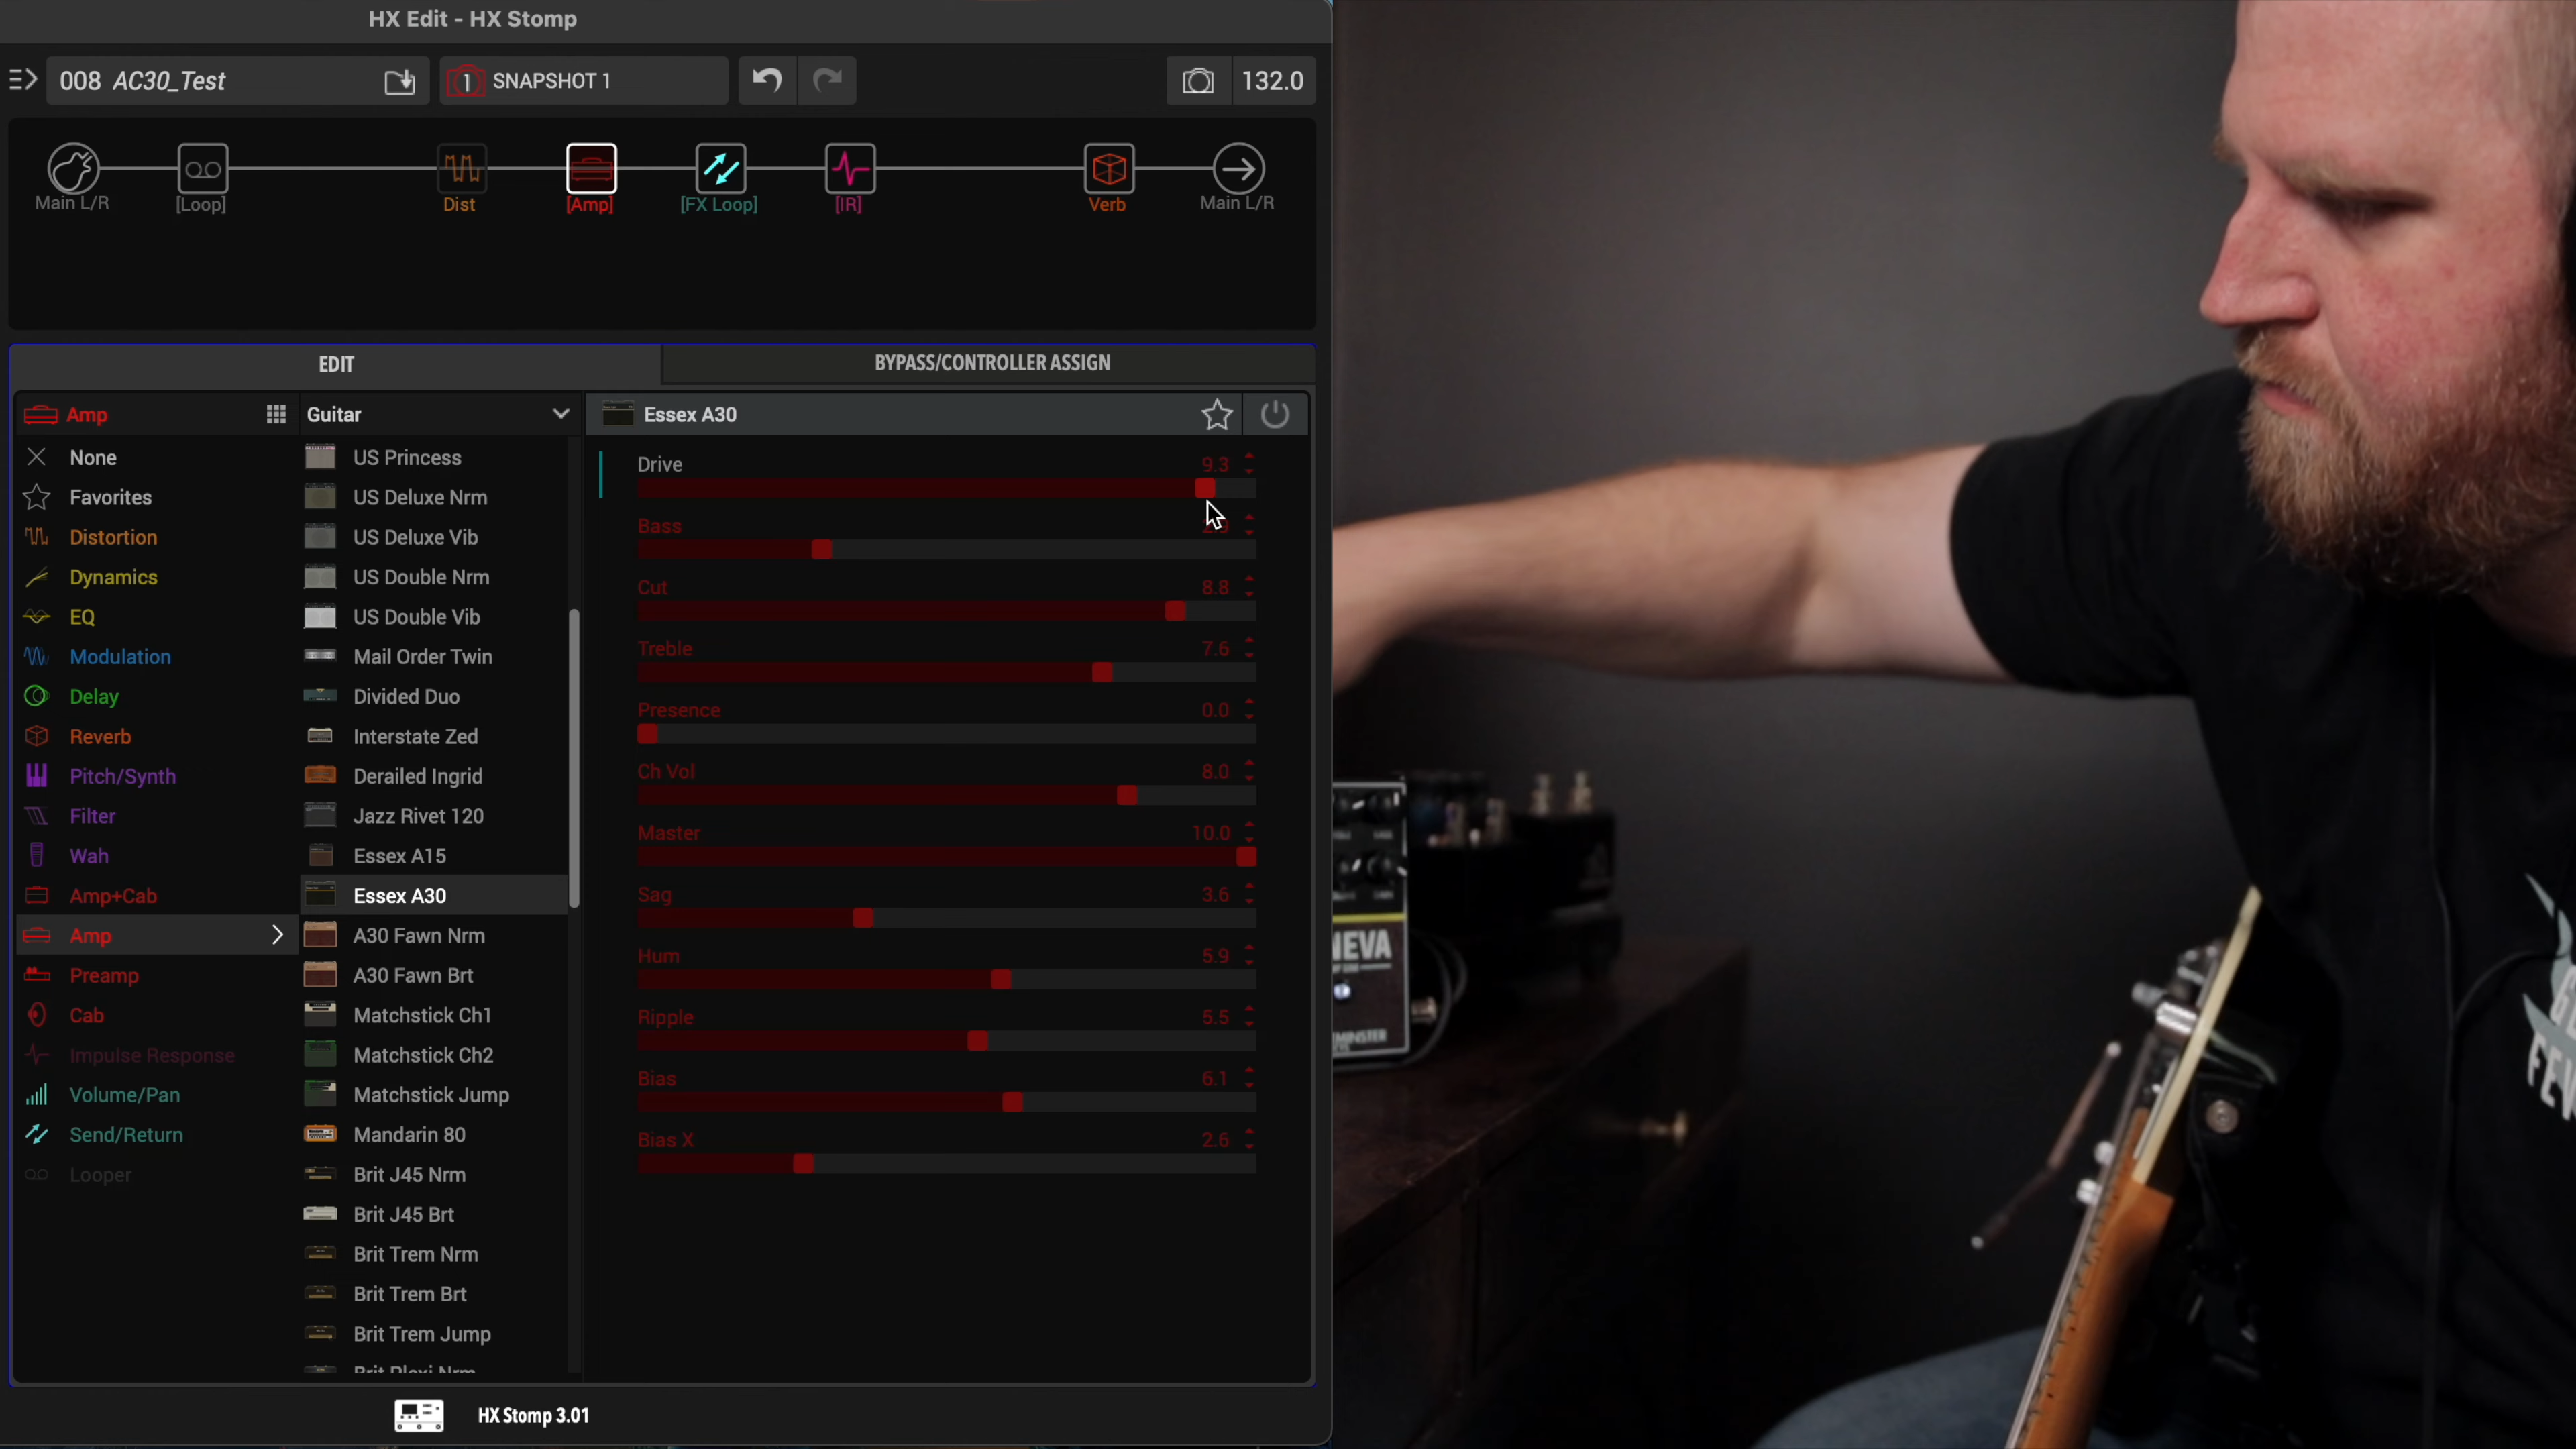 HX Edit - HX Stomp
008 AC30_Test
1 SNAPSHOT 1
132.0
Main L/R
[Loop]
Dist
[Amp]
[FX Loop]
[IR]
Verb
Main L/R
EDIT
BYPASS/CONTROLLER ASSIGN
Amp
None
Favorites
Distortion
Dynamics
EQ
Modulation
Delay
Reverb
Pitch/Synth
Filter
Wah
Amp+Cab
Amp
Preamp
Cab
Impulse Response
Volume/Pan
Send/Return
Looper
Guitar
US Princess
US Deluxe Nrm
US Deluxe Vib
US Double Nrm
US Double Vib
Mail Order Twin
Divided Duo
Interstate Zed
Derailed Ingrid
Jazz Rivet 120
Essex A15
Essex A30
A30 Fawn Nrm
A30 Fawn Brt
Matchstick Ch1
Matchstick Ch2
Matchstick Jump
Mandarin 80
Brit J45 Nrm
Brit J45 Brt
Brit Trem Nrm
Brit Trem Brt
Brit Trem Jump
Brit Plexi Nrm
Essex A30
Drive 9.3
Bass
Cut 8.8
Treble 7.6
Presence 0.0
Ch Vol 8.0
Master 10.0
Sag 3.6
Hum 5.9
Ripple 5.5
Bias 6.1
Bias X 2.6
HX Stomp 3.01
NEVA
MINSTER